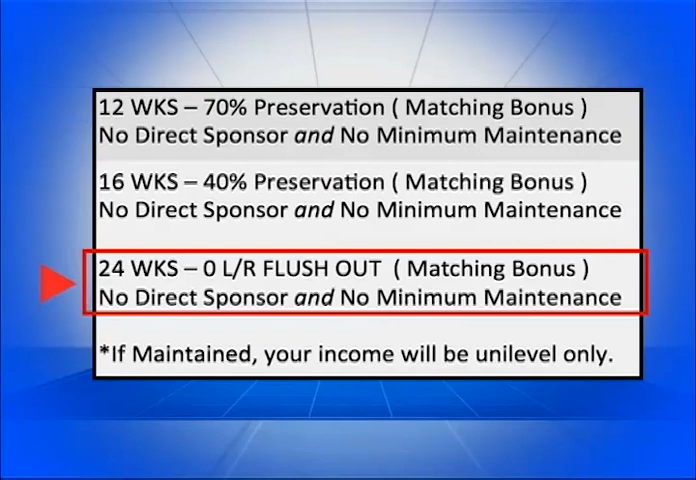 12 WKS – 70% Preservation ( Matching Bonus )
No Direct Sponsor and No Minimum Maintenance
16 WKS – 40% Preservation ( Matching Bonus )
No Direct Sponsor and No Minimum Maintenance
24 WKS – 0 L/R FLUSH OUT ( Matching Bonus )
No Direct Sponsor and No Minimum Maintenance
*If Maintained, your income will be unilevel only.